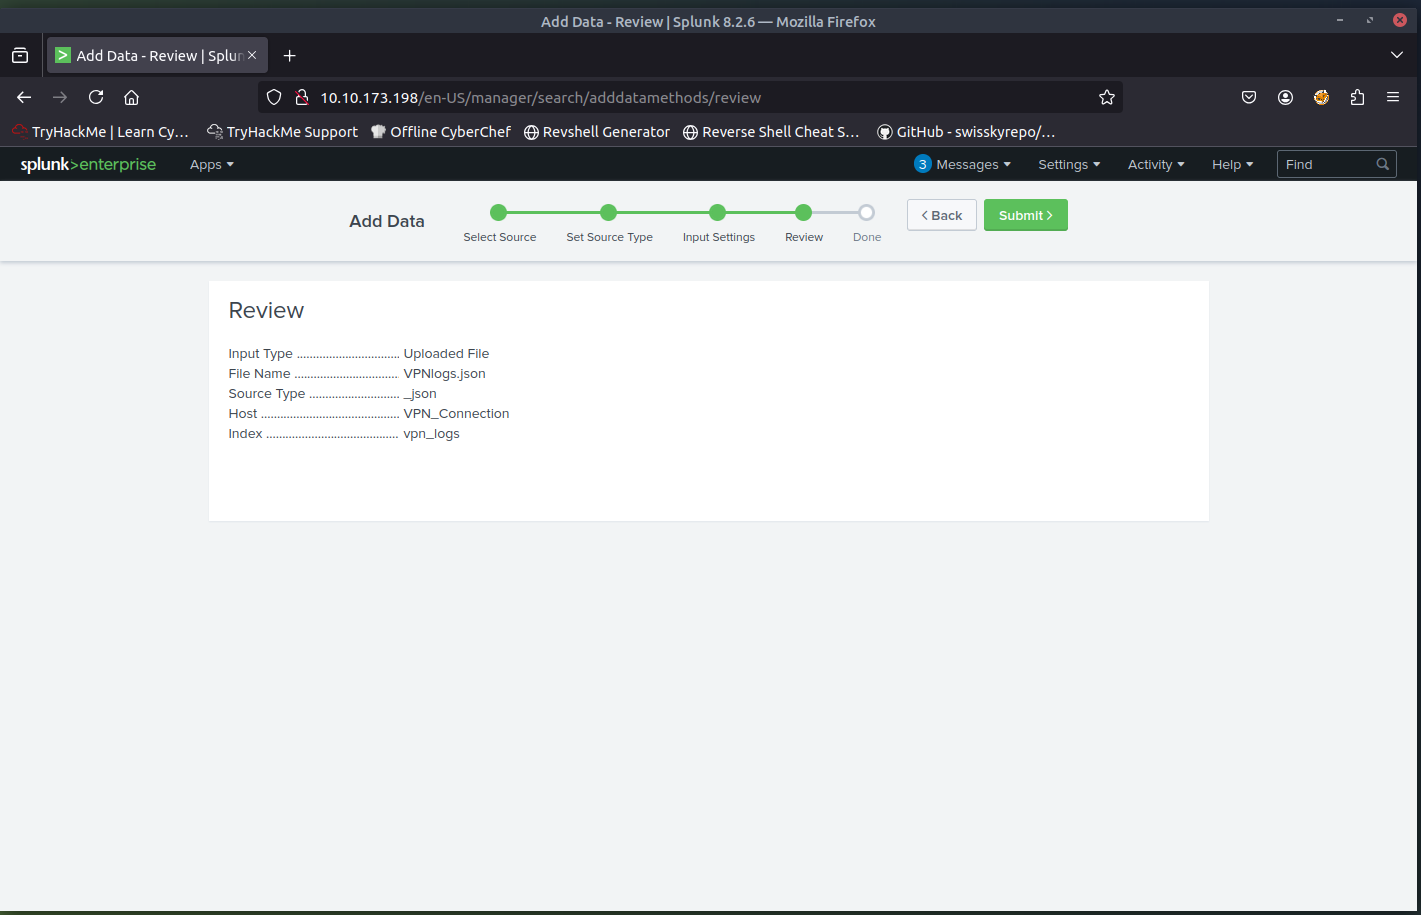 Add Data - Review | Splunk 8.2.6 — Mozilla Firefox
Add Data - Review | Splun
10.10.173.198/en-US/manager/search/adddatamethods/review
TryHackMe | Learn Cy... TryHackMe Support Offline CyberChef Revshell Generator Reverse Shell Cheat S... GitHub - swisskyrepo/...
splunk>enterprise Apps 3 Messages Settings Activity Help Find
Add Data
Select Source Set Source Type Input Settings Review Done
< Back Submit >
Review
Input Type ................................ Uploaded File
File Name ................................ VPNlogs.json
Source Type ............................ _json
Host ........................................... VPN_Connection
Index ......................................... vpn_logs